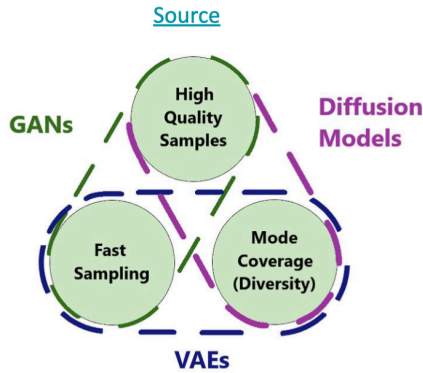 Source
High
Quality
Samples
GANs
Diffusion
Models
Fast
Sampling
Mode
Coverage
(Diversity)
VAEs